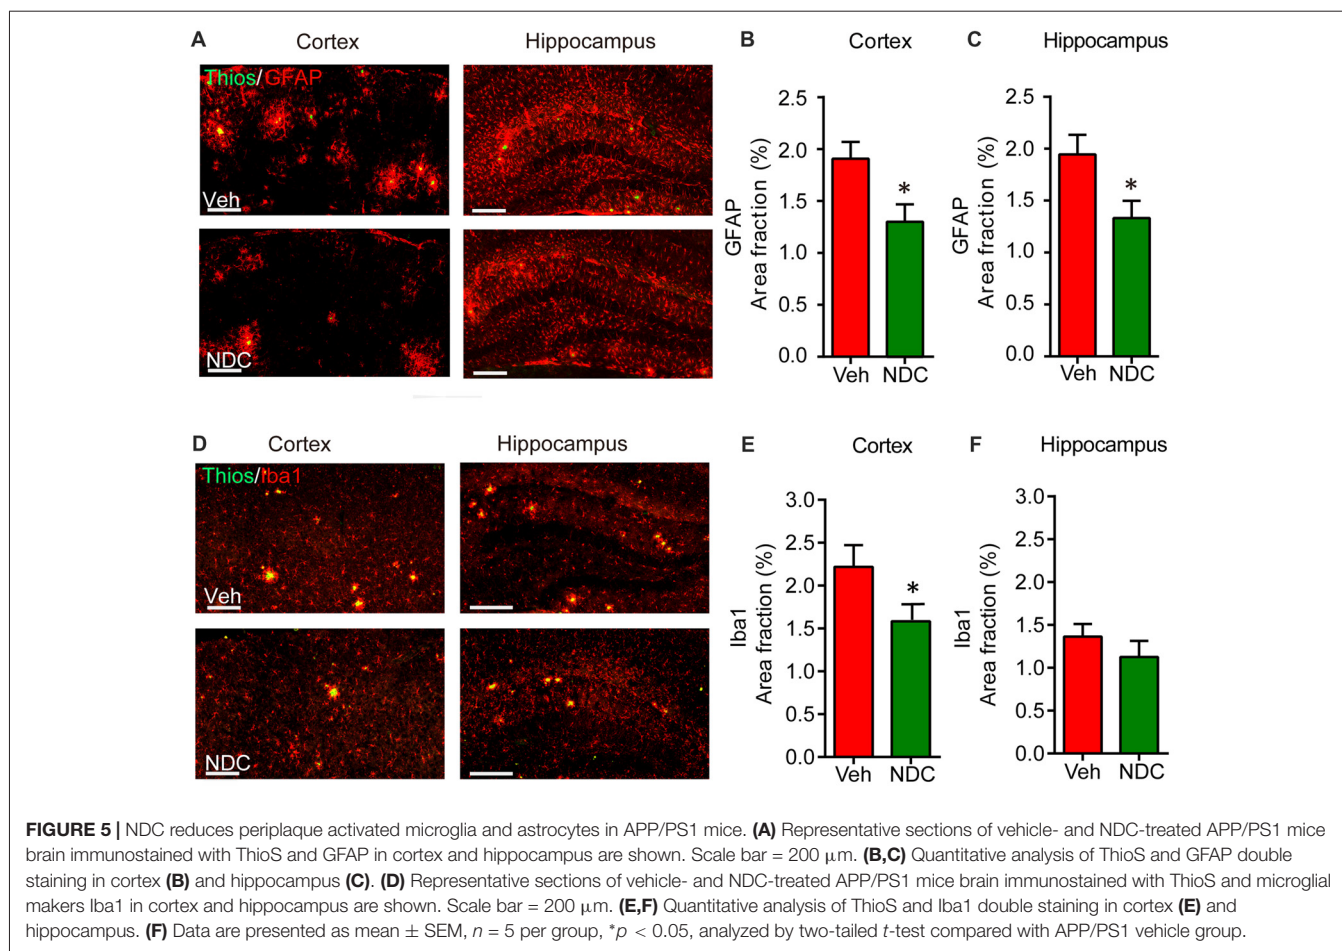 A Cortex Hippocampus
Thios/GFAP
Veh
NDC
B Cortex
GFAP
Area fraction (%)
2.5
2.0
1.5
1.0
0.5
0.0
*
Veh NDC
C Hippocampus
GFAP
Area fraction (%)
2.5
2.0
1.5
1.0
0.5
0.0
*
Veh NDC
D Cortex Hippocampus
Thios/Iba1
Veh
NDC
E Cortex
Iba1
Area fraction (%)
3.0
2.5
2.0
1.5
1.0
0.5
0.0
*
Veh NDC
F Hippocampus
Iba1
Area fraction (%)
3.0
2.5
2.0
1.5
1.0
0.5
0.0
Veh NDC
FIGURE 5 | NDC reduces periplaque activated microglia and astrocytes in APP/PS1 mice. (A) Representative sections of vehicle- and NDC-treated APP/PS1 mice
brain immunostained with ThioS and GFAP in cortex and hippocampus are shown. Scale bar = 200 μm. (B,C) Quantitative analysis of ThioS and GFAP double
staining in cortex (B) and hippocampus (C). (D) Representative sections of vehicle- and NDC-treated APP/PS1 mice brain immunostained with ThioS and microglial
makers Iba1 in cortex and hippocampus are shown. Scale bar = 200 μm. (E,F) Quantitative analysis of ThioS and Iba1 double staining in cortex (E) and
hippocampus. (F) Data are presented as mean ± SEM, n = 5 per group, *p < 0.05, analyzed by two-tailed t-test compared with APP/PS1 vehicle group.